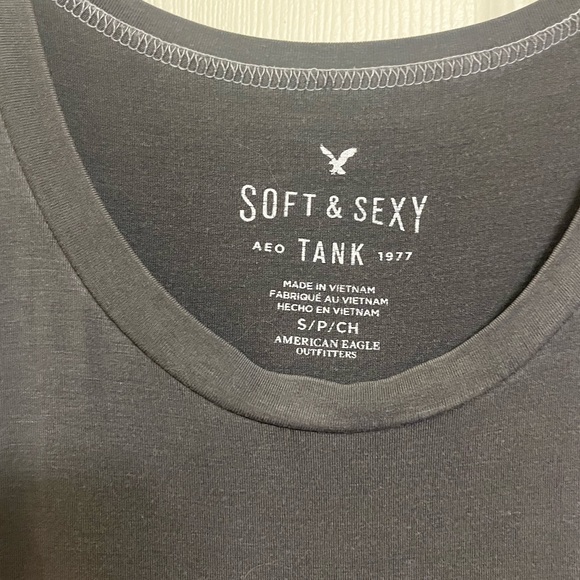 SOFT & SEXY
AEO TANK 1977
MADE IN VIETNAM
FABRIQUÉ AU VIETNAM
HECHO EN VIETNAM
S/P/CH
AMERICAN EAGLE
OUTFITTERS